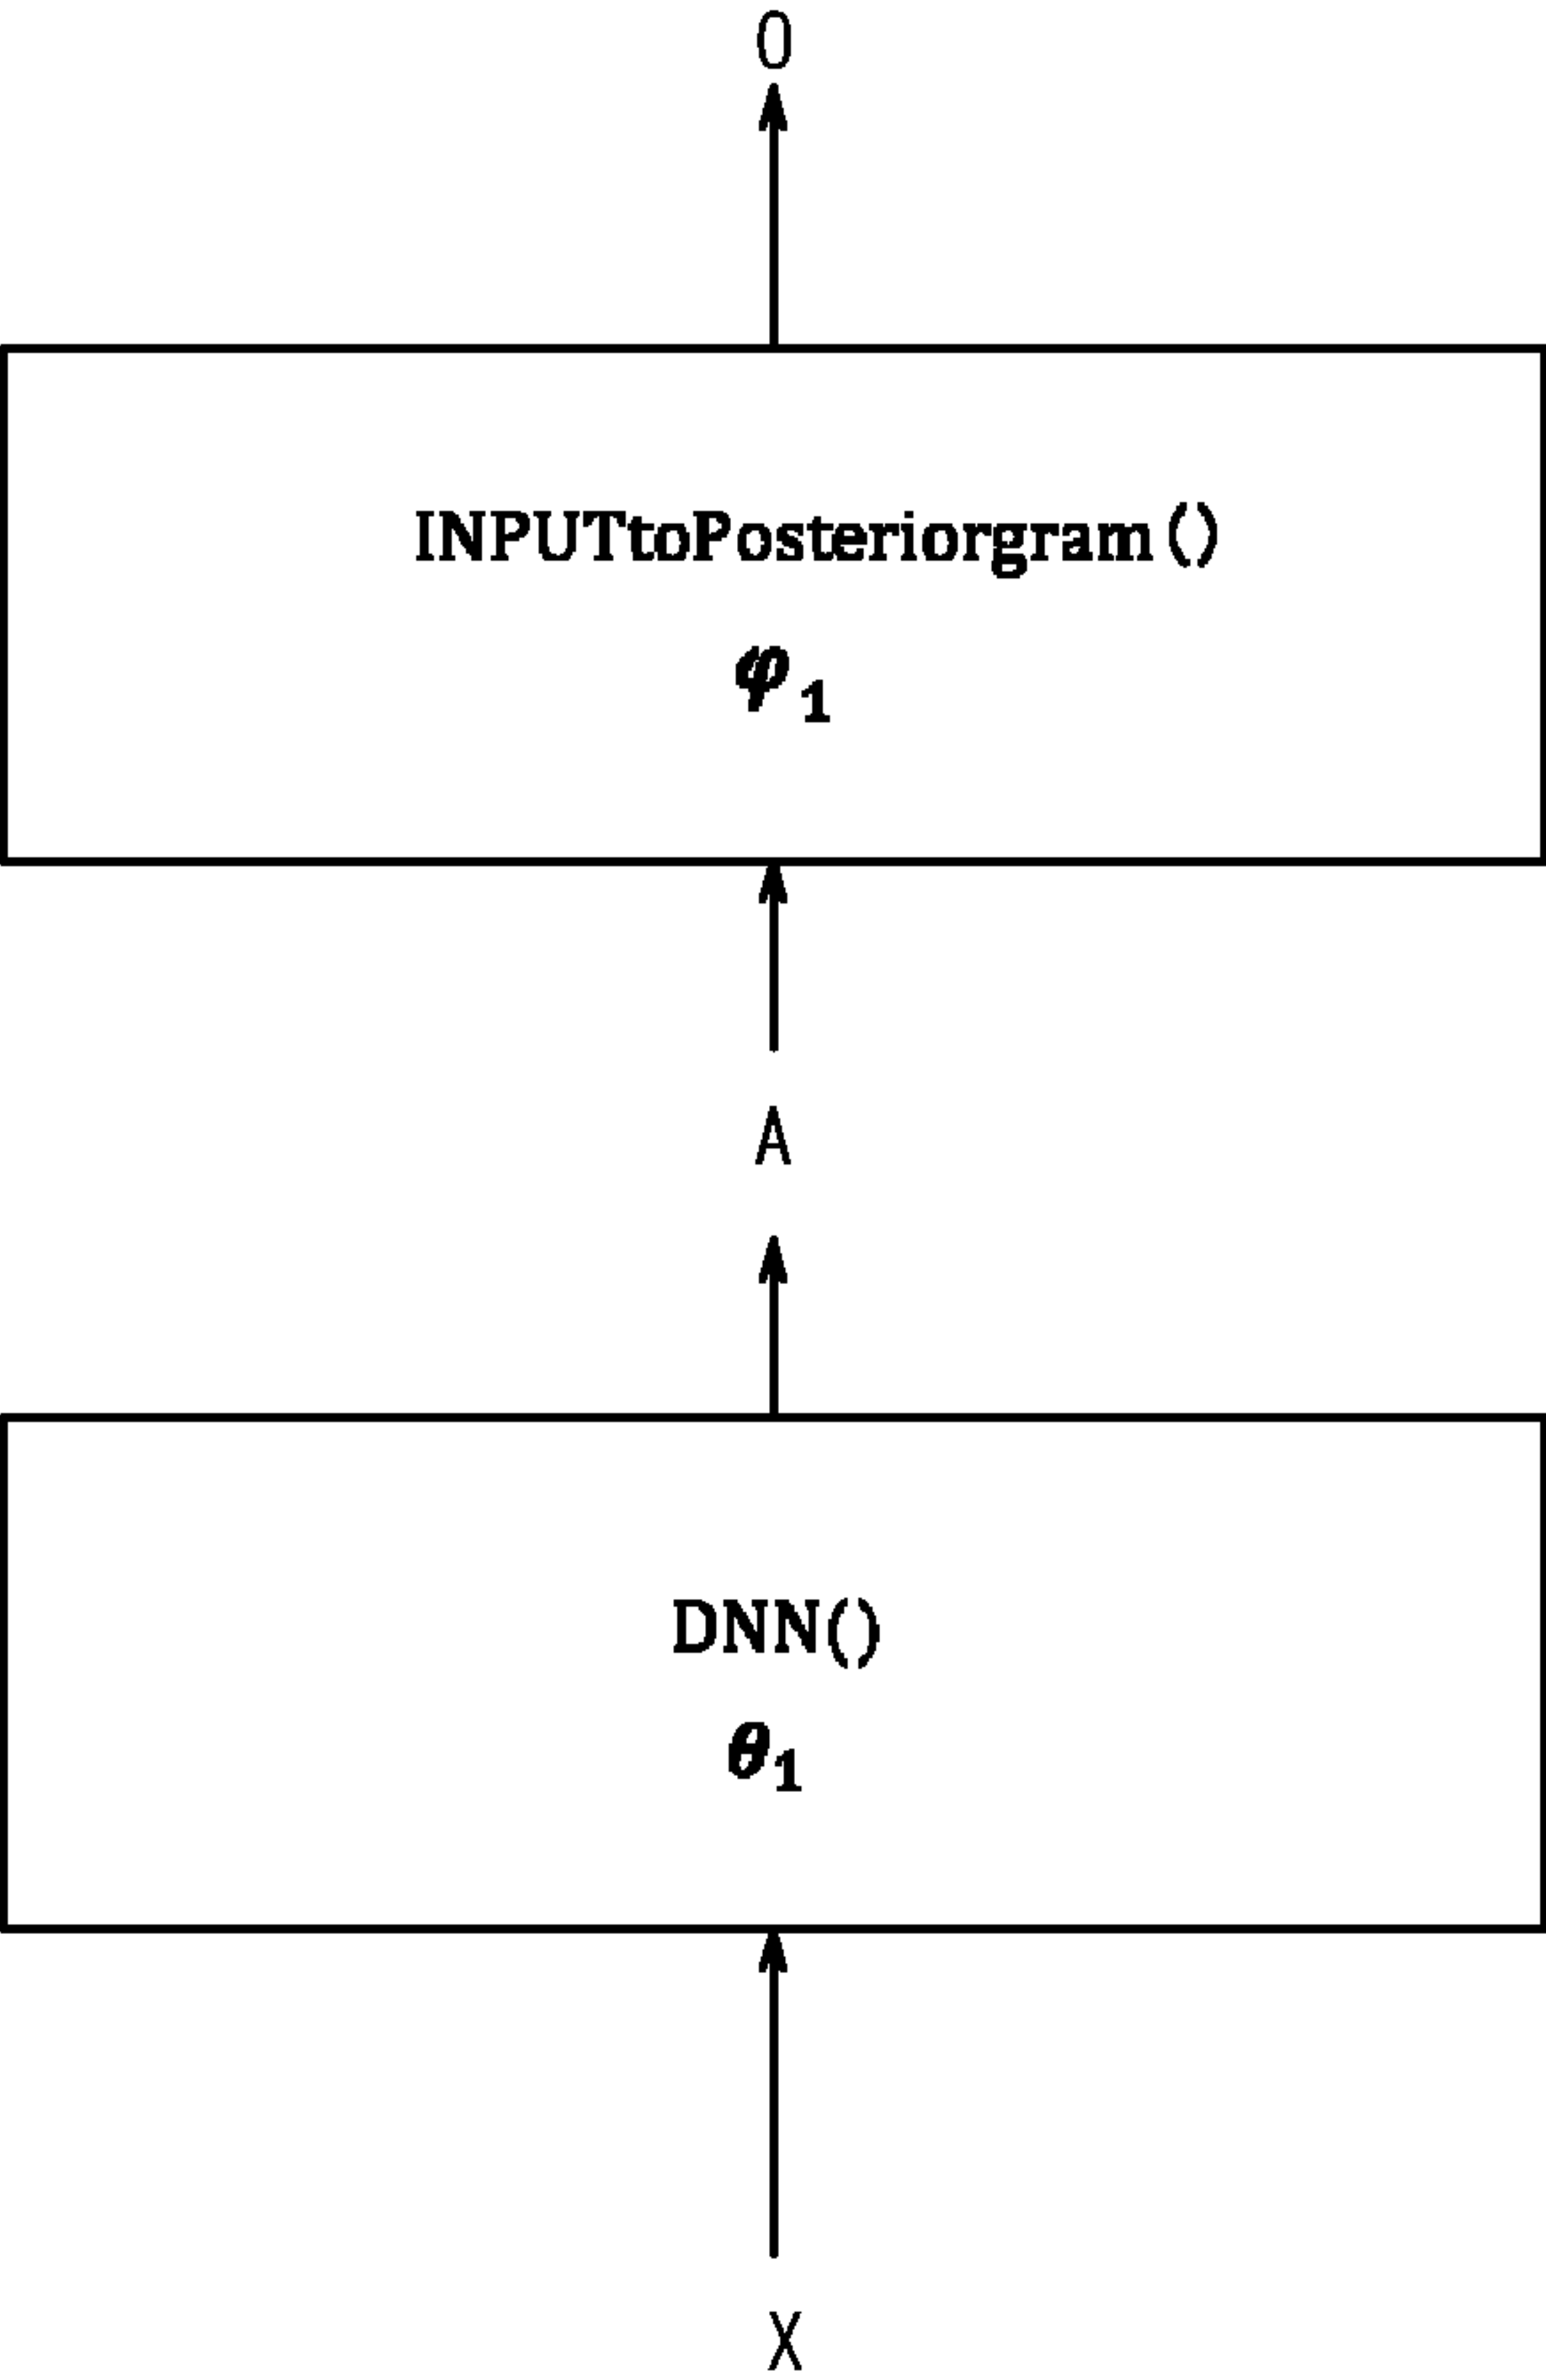 O
INPUTtoPosteriorgram()
φ₁
A
DNN()
θ₁
X